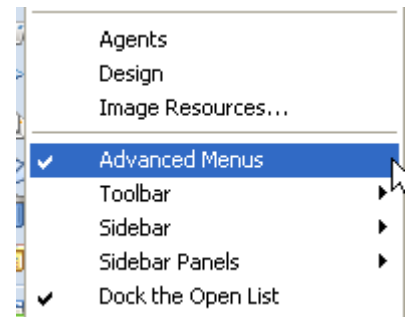 Agents
Design
Image Resources...
Advanced Menus
Toolbar
Sidebar
Sidebar Panels
Dock the Open List